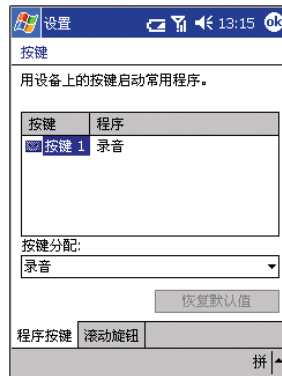 设置 13:15 ok
按键
用设备上的按键启动常用程序。
按键 程序
按键 1 录音
按键分配:
录音
恢复默认值
程序按键 滚动旋钮
拼